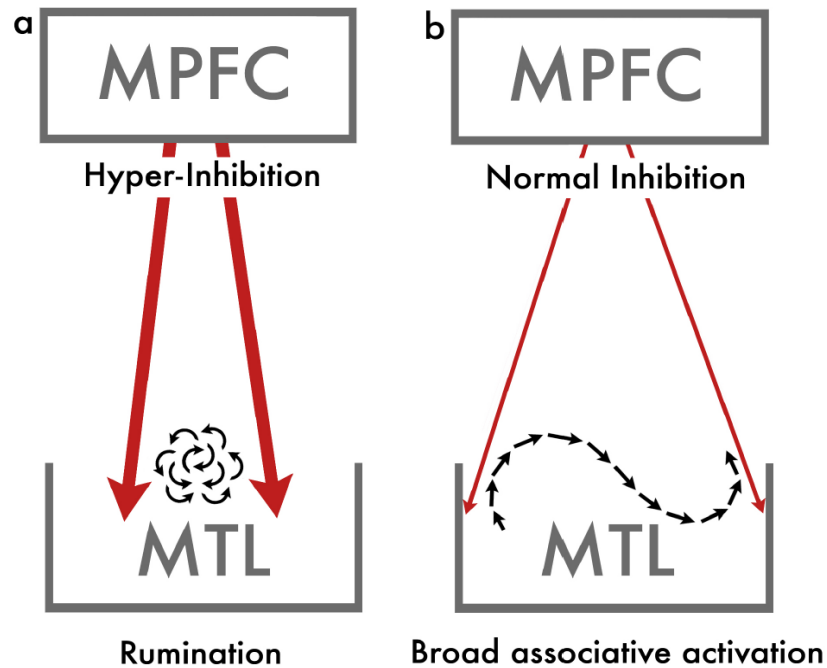 a
MPFC
Hyper-Inhibition
MTL
Rumination
b
MPFC
Normal Inhibition
MTL
Broad associative activation